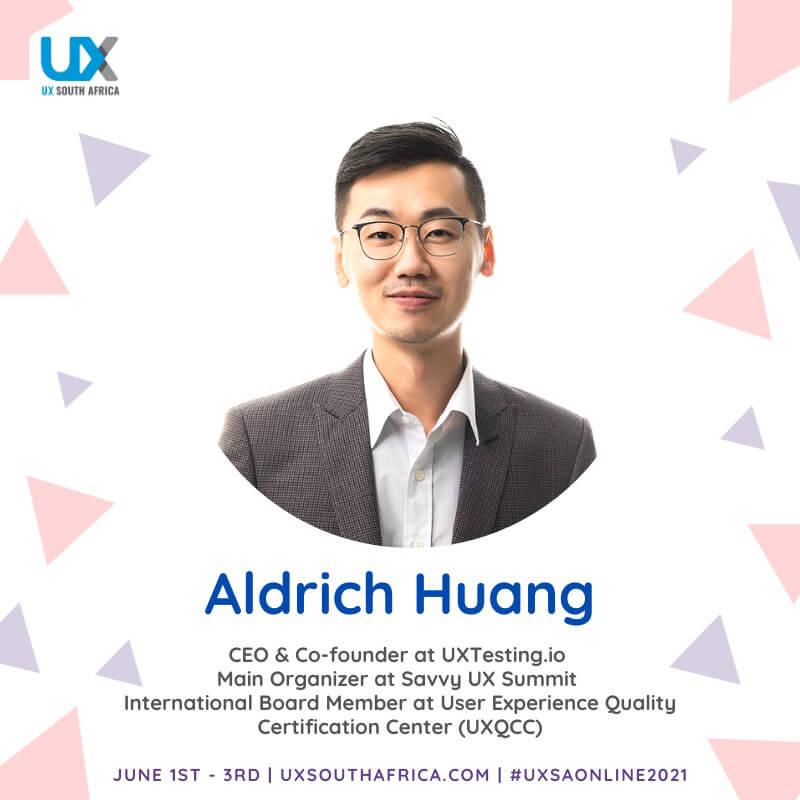 UX
UX SOUTH AFRICA
Aldrich Huang
CEO & Co-founder at UXTesting.io
Main Organizer at Savvy UX Summit
International Board Member at User Experience Quality
Certification Center (UXQCC)
JUNE 1ST - 3RD | UXSOUTHAFRICA.COM | #UXSAONLINE2021